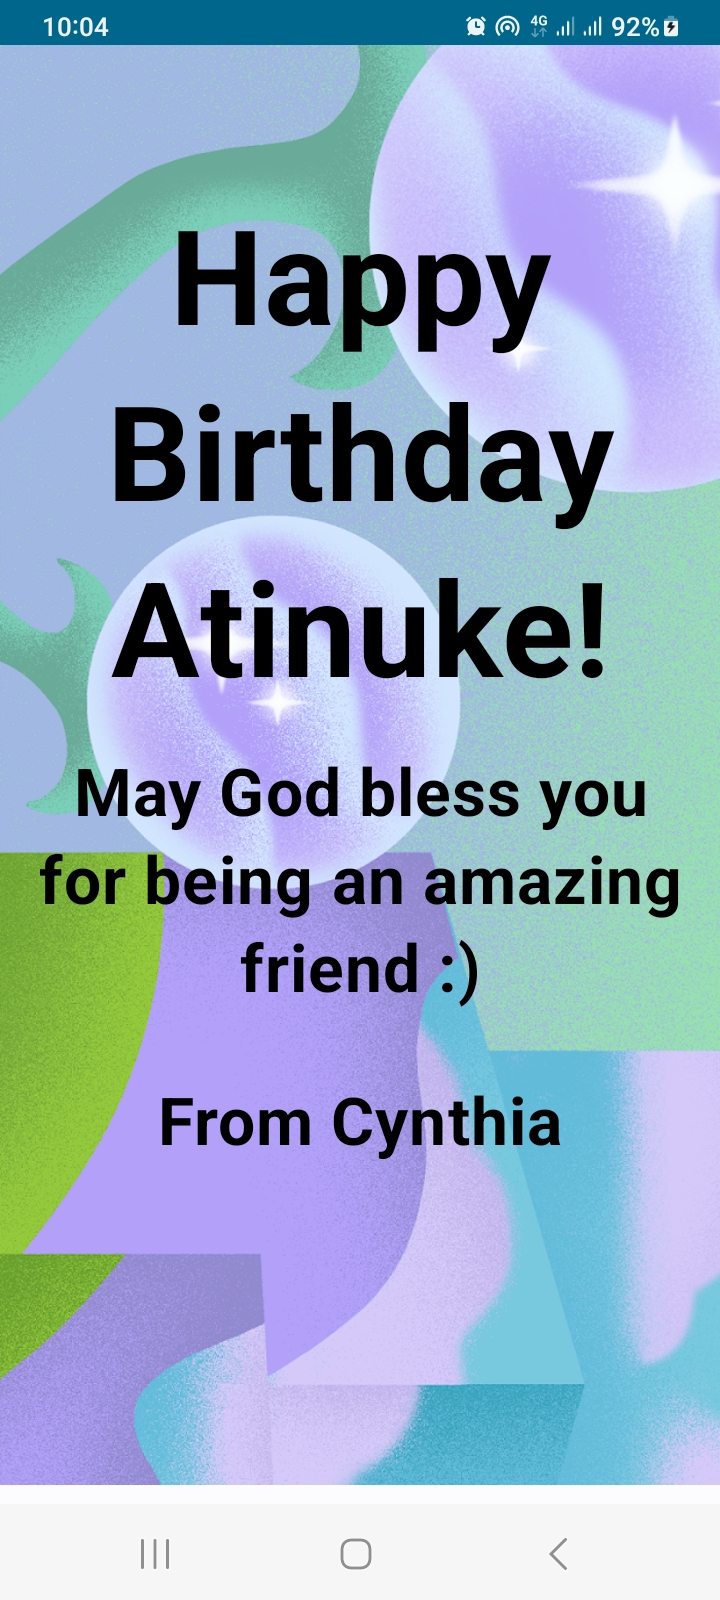 10:04
4G
92%
Happy
Birthday
Atinuke!
May God bless you
for being an amazing
friend :)
From Cynthia